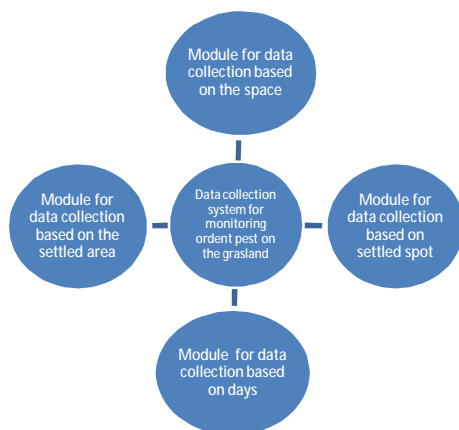 Module for data
collection based
on the space
Module for
data collection
based on the
settled area
Data collection
system for
monitoring
ordent pest on
the grasland
Module for
data collection
based on
settled spot
Module for data
collection based
on days